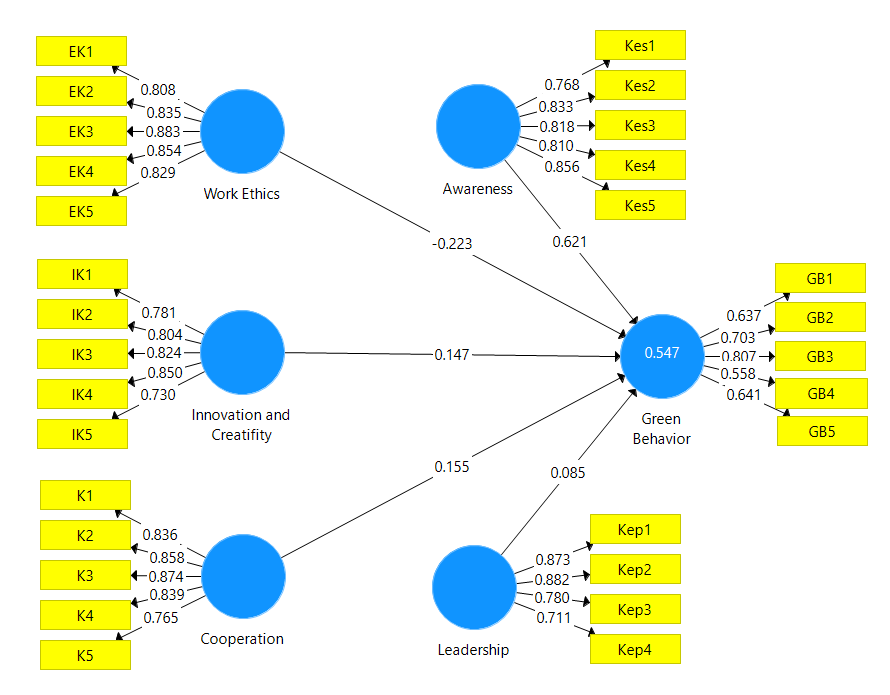 EK1
EK2
EK3
EK4
EK5
0.808
0.835
0.883
0.854
0.829
Work Ethics
Kes1
Kes2
Kes3
Kes4
Kes5
0.768
0.833
0.818
0.810
0.856
Awareness
-0.223
0.621
IK1
IK2
IK3
IK4
IK5
0.781
0.804
0.824
0.850
0.730
Innovation and
Creatifity
0.147
GB1
GB2
GB3
GB4
GB5
0.637
0.703
0.807
0.558
0.641
0.547
Green
Behavior
0.155
0.085
K1
K2
K3
K4
K5
0.836
0.858
0.874
0.839
0.765
Cooperation
Kep1
Kep2
Kep3
Kep4
0.873
0.882
0.780
0.711
Leadership